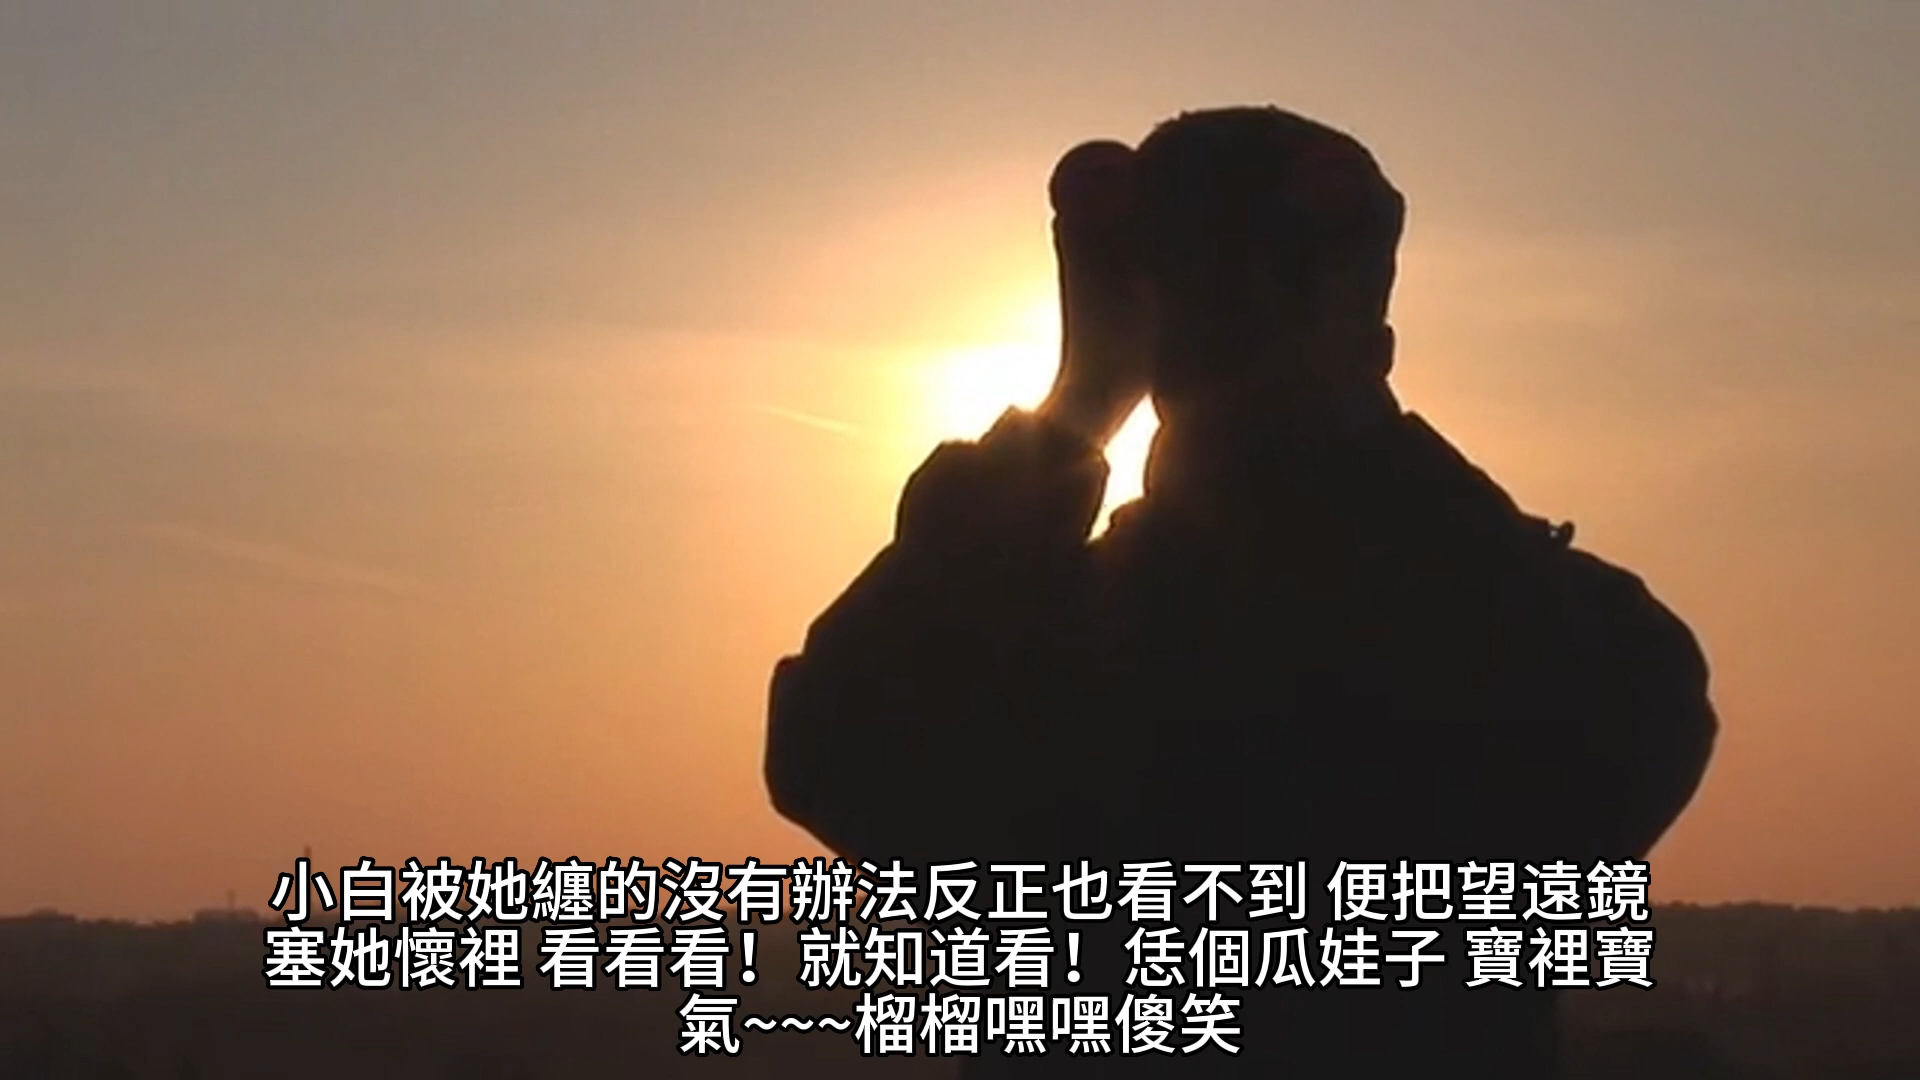 小白被她纏的沒有辦法反正也看不到 便把望遠鏡
塞她懷裡 看看看！就知道看！恁個瓜娃子 寶裡寶
氣~~~榴榴嘿嘿傻笑